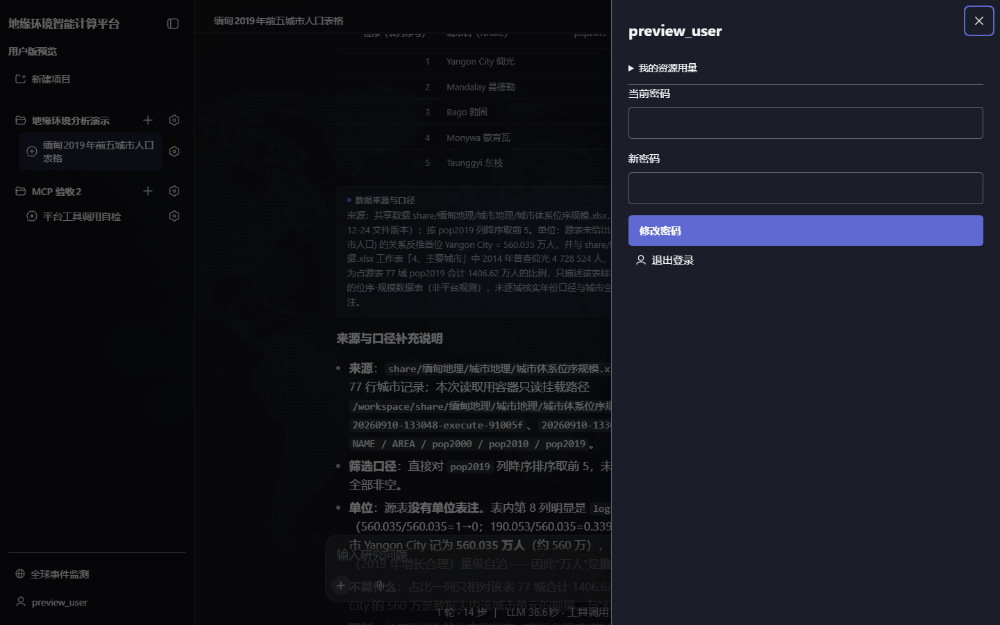 地缘环境智能计算平台
用户版预览
新建项目
地缘环境分析演示
缅甸2019年前五城市人口
表格
MCP 验收2
平台工具调用自检
全球事件监测
preview_user
缅甸2019年前五城市人口表格
1 Yangon City 仰光
2 Mandalay 曼德勒
3 Bago 勃固
4 Monywa 蒙育瓦
5 Taunggyi 东枝
数据来源与口径
来源：共享数据 share/缅甸地理/城市地理/城市体系位序规模.xlsx，
12-24 文件版本）；按 pop2019 列降序取前 5。单位：源表未给出
市人口) 的关系反推首位 Yangon City = 560.035 万人，并与 share/
据.xlsx 工作表「4、主要城市」中 2014 年普查仰光 4 728 524 人、
为占源表 77 城 pop2019 合计 1406.62 万人的比例，只描述该表样
的位序-规模数据表（非平台观测），未逐城核实年份口径与城市空
注。
来源与口径补充说明
来源： share/缅甸地理/城市地理/城市体系位序规模.x
77 行城市记录；本次读取用容器只读挂载路径
/workspace/share/缅甸地理/城市地理/城市体系位序规
20260910-133048-execute-91005f、 20260910-133
NAME / AREA / pop2000 / pop2010 / pop2019。
筛选口径：直接对 pop2019 列降序排序取前 5，未
全部非空。
单位：源表没有单位表注。表内第 8 列明显是 log
（560.035/560.035=1→0；190.053/560.035=0.339
市 Yangon City 记为 560.035 万人（约 560 万），
输入研究问题
（2019 年增长合理）量级自洽——因此“万人”是推
不算什么：占比一列只相对该表 77 城合计 1406.62
City 的 560 万是数据表内该城市单元的规模，与“仰
1 轮 · 14 步 | LLM 36.6秒 · 工具调用
preview_user
我的资源用量
当前密码
新密码
修改密码
退出登录